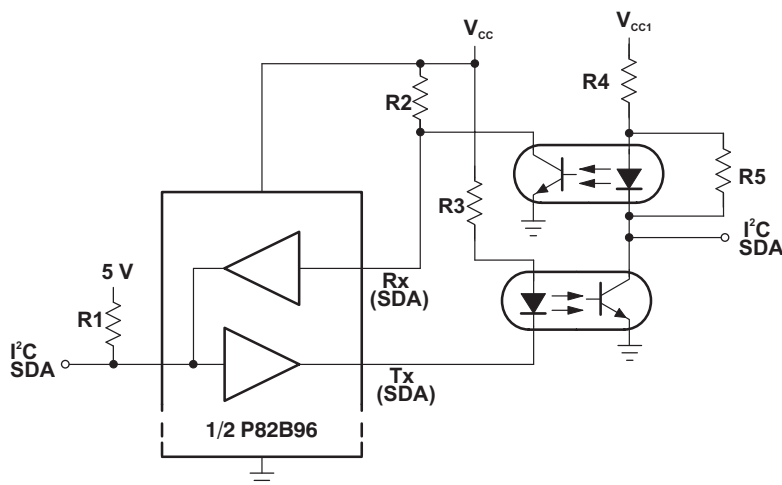 V_CC
V_CC1
R2
R4
R5
R3
I²C
SDA
5 V
R1
Rx
(SDA)
I²C
SDA
Tx
(SDA)
1/2 P82B96